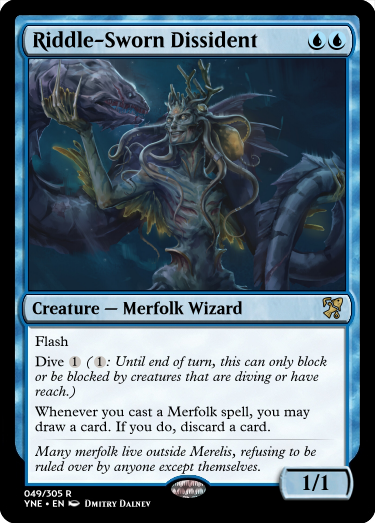 Riddle-Sworn Dissident
Creature — Merfolk Wizard
Flash
Dive 1 ( 1: Until end of turn, this can only block
or be blocked by creatures that are diving or have
reach.)
Whenever you cast a Merfolk spell, you may
draw a card. If you do, discard a card.
Many merfolk live outside Merelis, refusing to
be ruled over by anyone except themselves.
1/1
049/305 R
YNE • EN Dmitry Dalnev